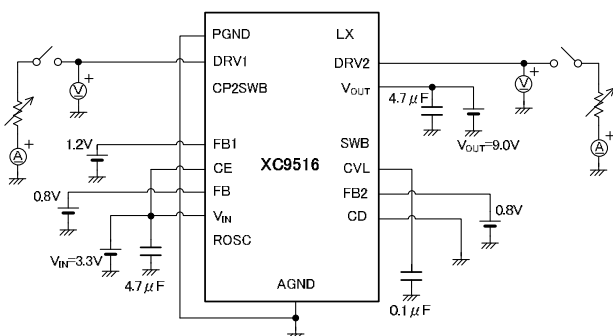 PGND
LX
DRV1
DRV2
CP2SWB
V
+
A
+
V
+
A
+
VOUT
4.7μF
VOUT=9.0V
1.2V
FB1
SWB
CE
XC9516
CVL
0.8V
FB
FB2
0.8V
VIN
CD
ROSC
VIN=3.3V
4.7μF
AGND
0.1μF